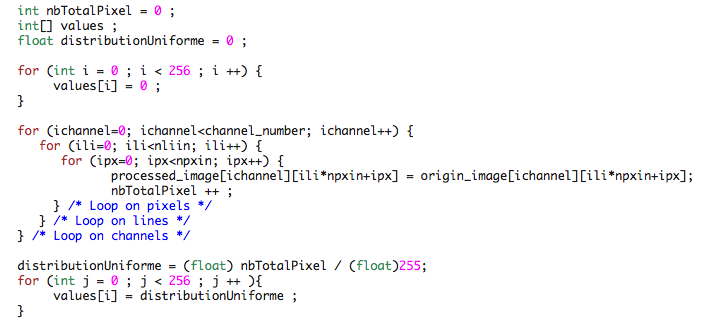 int nbTotalPixel = 0 ;
int[] values ;
float distributionUniforme = 0 ;

for (int i = 0 ; i < 256 ; i ++) {
     values[i] = 0 ;
}

for (ichannel=0; ichannel<channel_number; ichannel++) {
   for (ili=0; ili<nliin; ili++) {
      for (ipx=0; ipx<npxin; ipx++) {
             processed_image[ichannel][ili*npxin+ipx] = origin_image[ichannel][ili*npxin+ipx];
             nbTotalPixel ++ ;
     } /* Loop on pixels */
   } /* Loop on lines */
} /* Loop on channels */

distributionUniforme = (float) nbTotalPixel / (float)255;
for (int j = 0 ; j < 256 ; j ++ ){
     values[i] = distributionUniforme ;
}